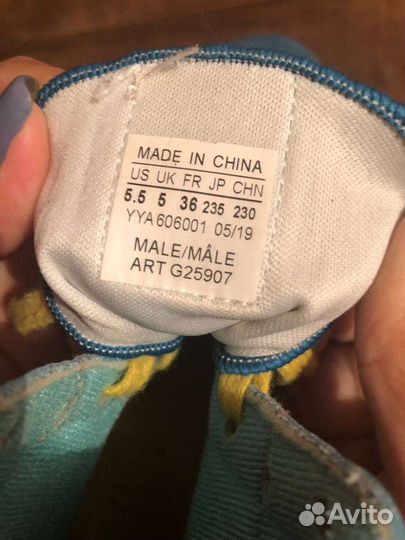 MADE IN CHINA
US UK FR JP CHN
5.5 5 36 235 230
YYA 606001 05/19
MALE/MÂLE
ART G25907
Avito